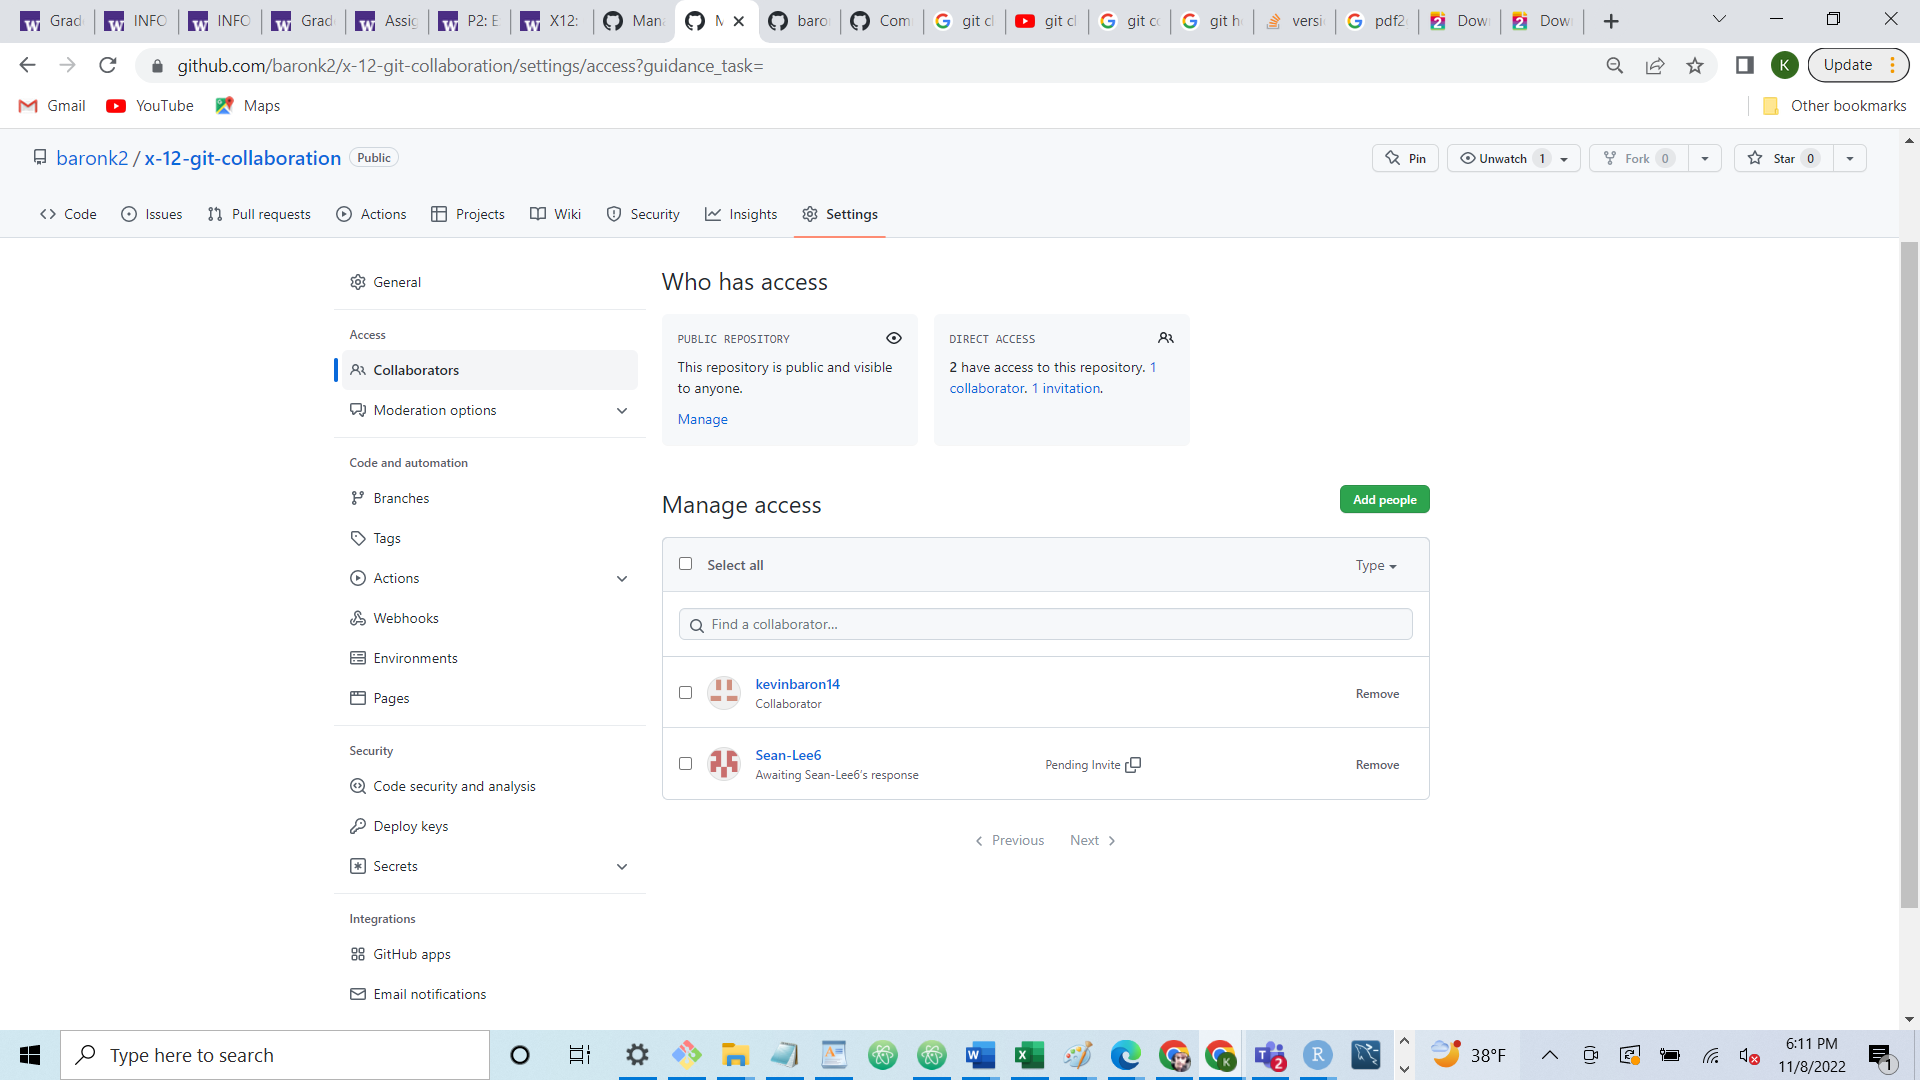 Grade
INFO
INFO
Grade
Assig
P2: E
X12:
Mana
M
baro
Com
git cl
git cl
git co
git h
versi
pdf2
Dow
Dow
github.com/baronk2/x-12-git-collaboration/settings/access?guidance_task=
K
Update
Gmail
YouTube
Maps
Other bookmarks
baronk2 / x-12-git-collaboration Public
Pin
Unwatch 1
Fork 0
Star 0
Code
Issues
Pull requests
Actions
Projects
Wiki
Security
Insights
Settings
General
Access
Collaborators
Moderation options
Code and automation
Branches
Tags
Actions
Webhooks
Environments
Pages
Security
Code security and analysis
Deploy keys
Secrets
Integrations
GitHub apps
Email notifications
Who has access
PUBLIC REPOSITORY
This repository is public and visible
to anyone.
Manage
DIRECT ACCESS
2 have access to this repository. 1
collaborator. 1 invitation.
Manage access
Add people
Select all
Type
Find a collaborator...
kevinbaron14
Collaborator
Remove
Sean-Lee6
Awaiting Sean-Lee6's response
Pending Invite
Remove
Previous
Next
Type here to search
38°F
6:11 PM
11/8/2022
1